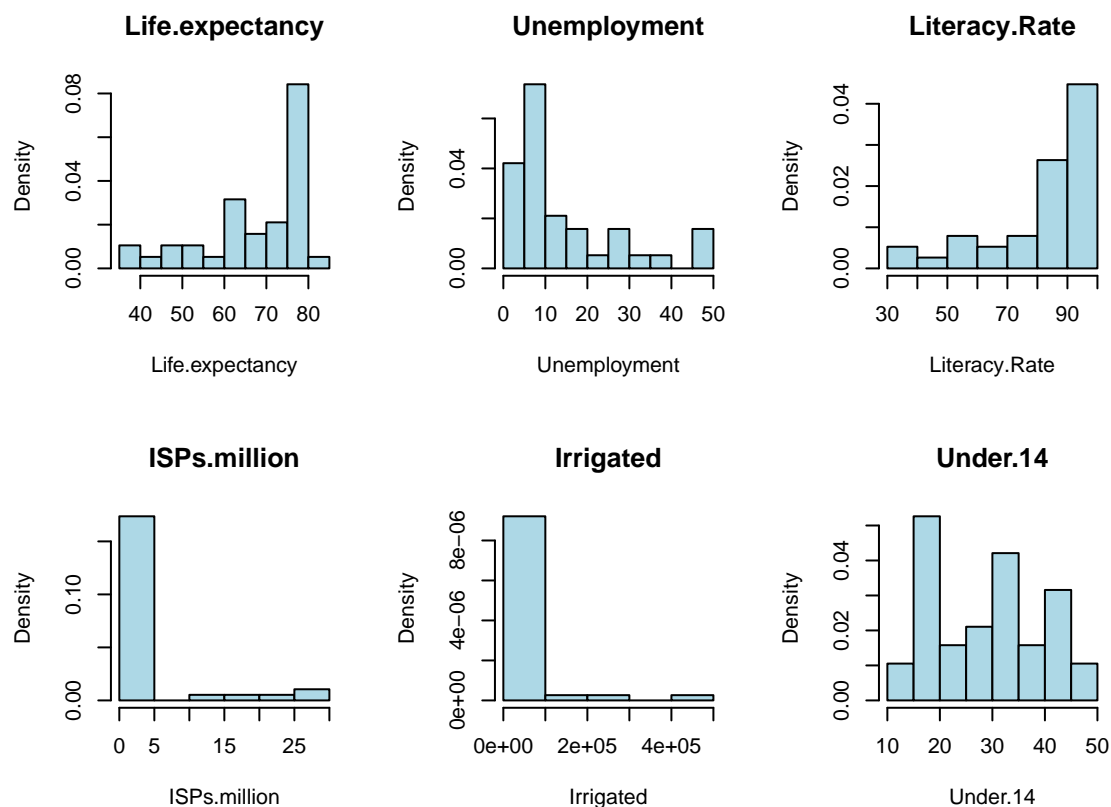 Life.expectancy
Density
0.00 0.04 0.08
40 50 60 70 80
Life.expectancy
Unemployment
Density
0.00 0.04
0 10 20 30 40 50
Unemployment
Literacy.Rate
Density
0.00 0.02 0.04
30 50 70 90
Literacy.Rate
ISPs.million
Density
0.00 0.10
0 5 15 25
ISPs.million
Irrigated
Density
0e+00 4e−06 8e−06
0e+00 2e+05 4e+05
Irrigated
Under.14
Density
0.00 0.02 0.04
10 20 30 40 50
Under.14